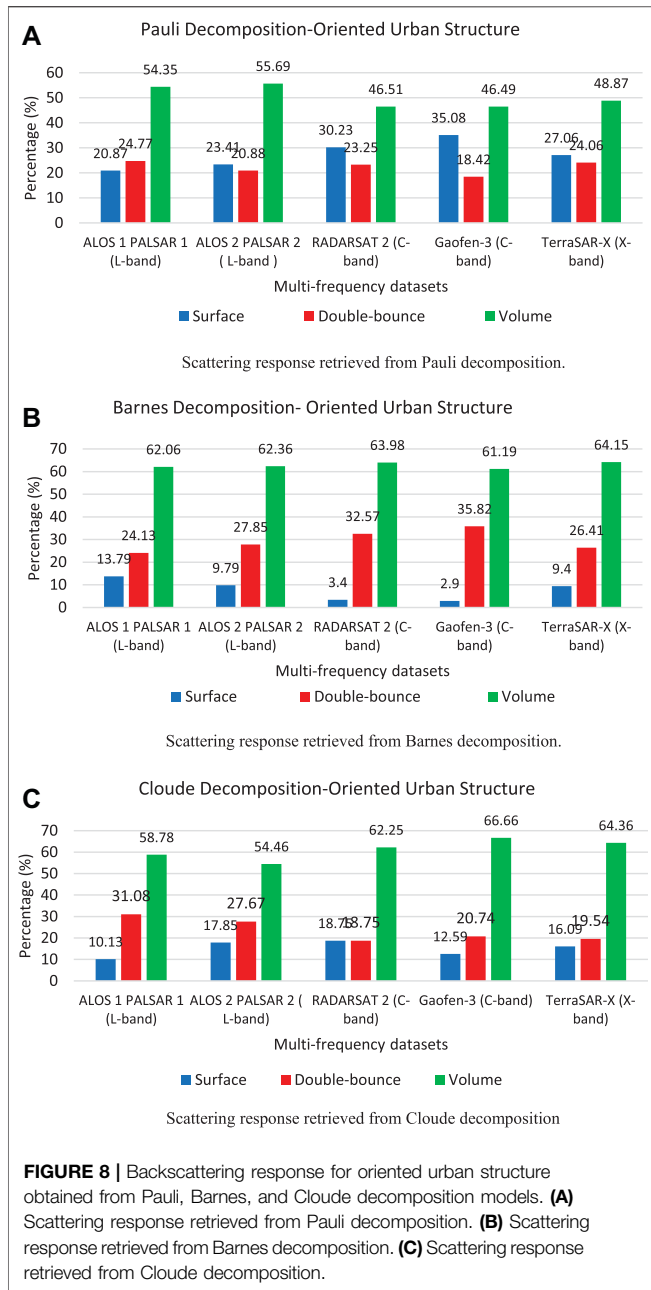 A
Pauli Decomposition-Oriented Urban Structure
Percentage (%)
60
50
40
30
20
10
0
20.87
24.77
54.35
23.41
20.88
55.69
30.23
23.25
46.51
35.08
18.42
46.49
27.06
24.06
48.87
ALOS 1 PALSAR 1
(L-band)
ALOS 2 PALSAR 2
( L-band )
RADARSAT 2 (C-
band)
Gaofen-3 (C-
band)
TerraSAR-X (X-
band)
Multi-frequency datasets
Surface
Double-bounce
Volume
Scattering response retrieved from Pauli decomposition.
B
Barnes Decomposition- Oriented Urban Structure
Percentage (%)
70
60
50
40
30
20
10
0
13.79
24.13
62.06
9.79
27.85
62.36
3.4
32.57
63.98
2.9
35.82
61.19
9.4
26.41
64.15
ALOS 1 PALSAR 1
(L-band)
ALOS 2 PALSAR 2
(L-band)
RADARSAT 2 (C-
band)
Gaofen-3 (C-
band)
TerraSAR-X (X-
band)
Multi-frequency datasets
Surface
Double-bounce
Volume
Scattering response retrieved from Barnes decomposition.
C
Cloude Decomposition-Oriented Urban Structure
Percentage (%)
70
60
50
40
30
20
10
0
10.13
31.08
58.78
17.85
27.67
54.46
18.75
18.75
62.25
12.59
20.74
66.66
16.09
19.54
64.36
ALOS 1 PALSAR 1
(L-band)
ALOS 2 PALSAR 2 (
L-band)
RADARSAT 2 (C-
band)
Gaofen-3 (C-band)
TerraSAR-X (X-
band)
Multi-frequency datasets
Surface
Double-bounce
Volume
Scattering response retrieved from Cloude decomposition
FIGURE 8 | Backscattering response for oriented urban structure
obtained from Pauli, Barnes, and Cloude decomposition models. (A)
Scattering response retrieved from Pauli decomposition. (B) Scattering
response retrieved from Barnes decomposition. (C) Scattering response
retrieved from Cloude decomposition.